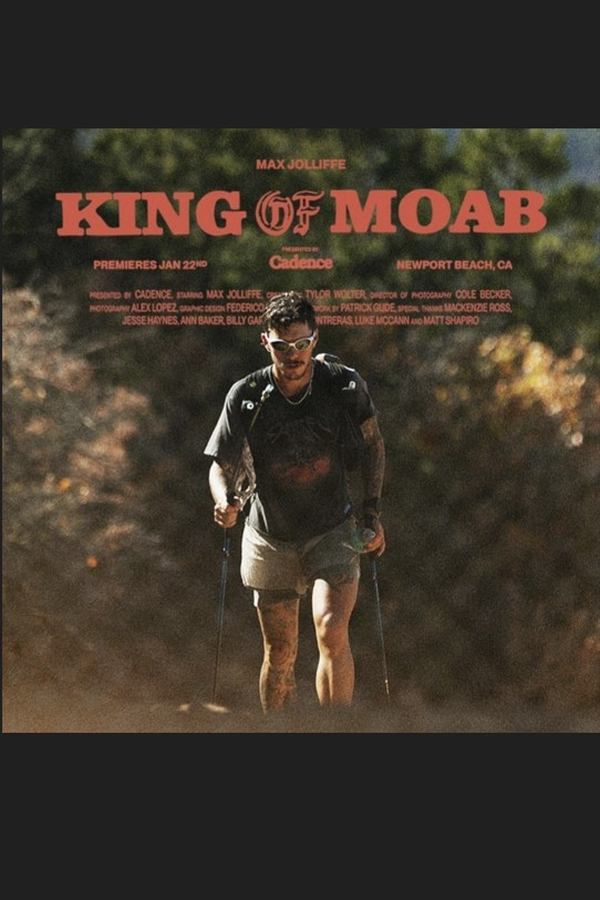 MAX JOLLIFFE
KING OF MOAB
PRESENTED BY
PREMIERES JAN 22ND Cadence NEWPORT BEACH, CA
PRESENTED BY CADENCE, STARRING MAX JOLLIFFE, TYLOR WOLTER, DIRECTOR OF PHOTOGRAPHY COLE BECKER,
PHOTOGRAPHY ALEX LOPEZ, GRAPHIC DESIGN FEDERICO BY PATRICK GUDE, SPECIAL THANKS MACKENZIE ROSS,
JESSE HAYNES, ANN BAKER, BILLY LUKE MCCANN AND MATT SHAPIRO